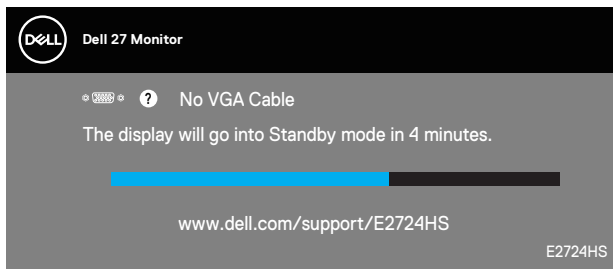 DELL
Dell 27 Monitor
? No VGA Cable
The display will go into Standby mode in 4 minutes.
www.dell.com/support/E2724HS
E2724HS